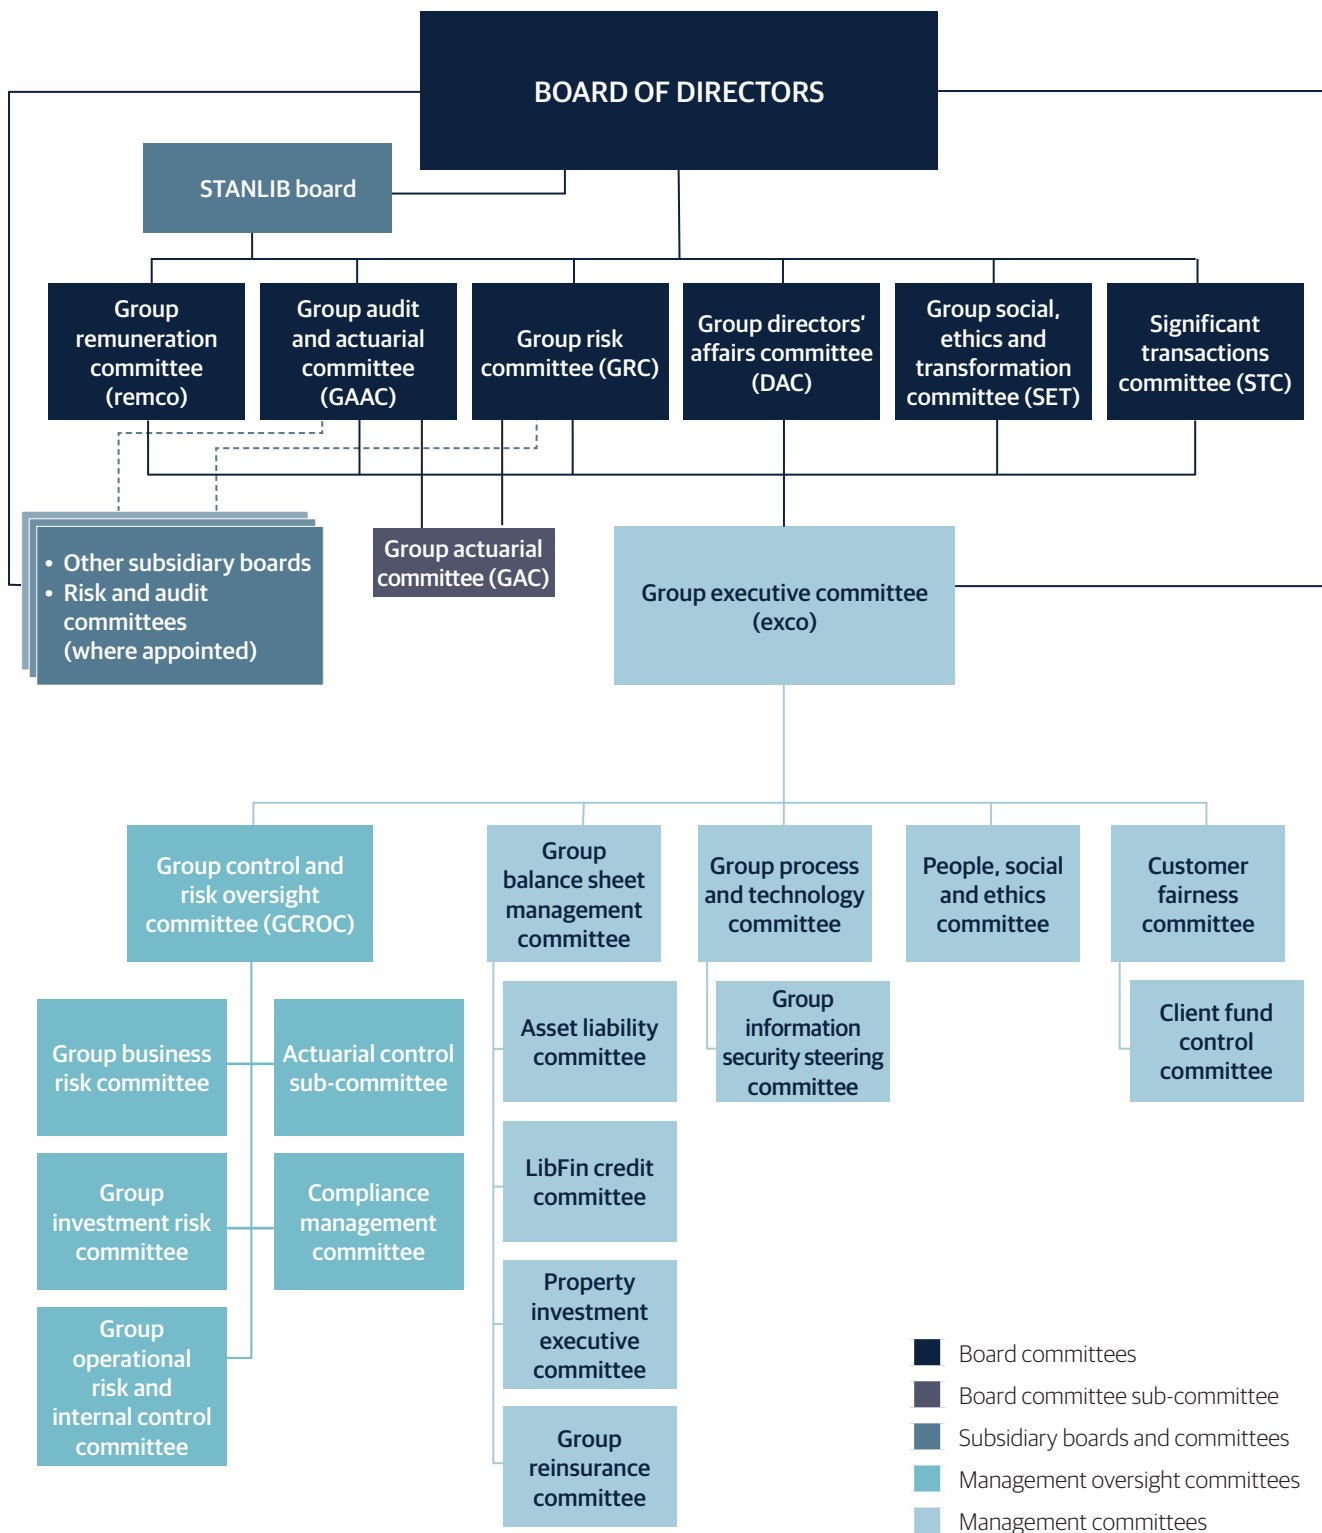 BOARD OF DIRECTORS
STANLIB board
Group
remuneration
committee
(remco)
Group audit
and actuarial
committee
(GAAC)
Group risk
committee (GRC)
Group directors'
affairs committee
(DAC)
Group social,
ethics and
transformation
committee (SET)
Significant
transactions
committee (STC)
• Other subsidiary boards
• Risk and audit
committees
(where appointed)
Group actuarial
committee (GAC)
Group executive committee
(exco)
Group control and
risk oversight
committee (GCROC)
Group
balance sheet
management
committee
Group process
and technology
committee
People, social
and ethics
committee
Customer
fairness
committee
Group business
risk committee
Actuarial control
sub-committee
Group
investment risk
committee
Compliance
management
committee
Group
operational
risk and
internal control
committee
Asset liability
committee
LibFin credit
committee
Property
investment
executive
committee
Group
reinsurance
committee
Group
information
security steering
committee
Client fund
control
committee
Board committees
Board committee sub-committee
Subsidiary boards and committees
Management oversight committees
Management committees